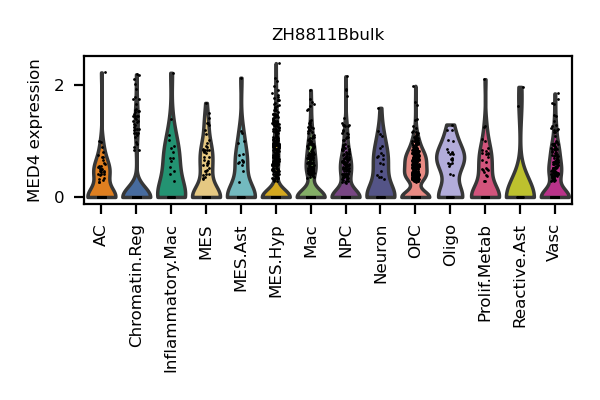 ZH8811Bbulk
MED4 expression
2
0
AC
Chromatin.Reg
Inflammatory.Mac
MES
MES.Ast
MES.Hyp
Mac
NPC
Neuron
OPC
Oligo
Prolif.Metab
Reactive.Ast
Vasc